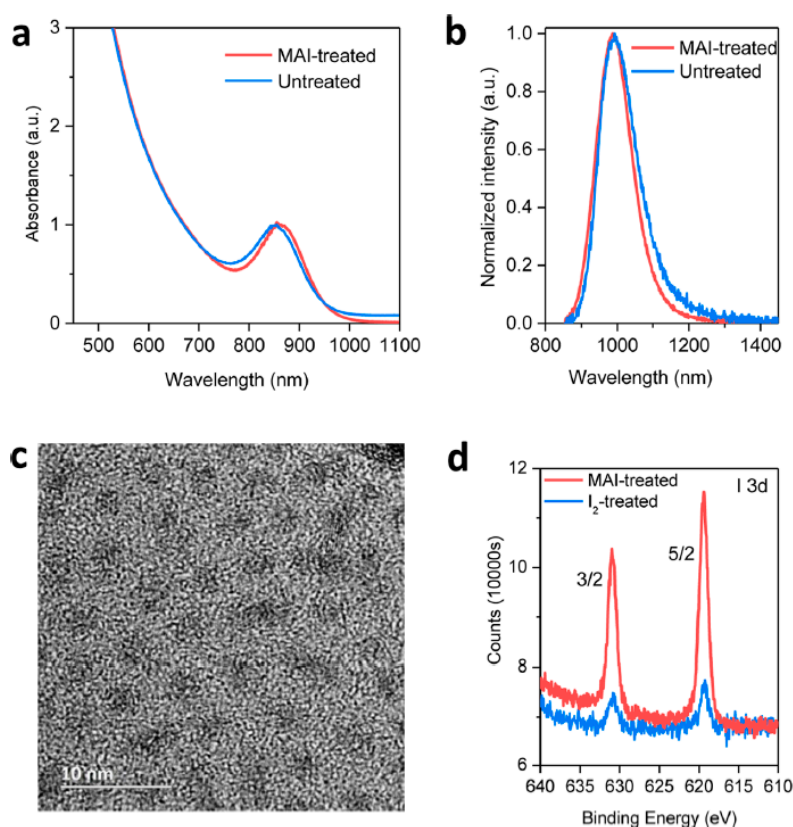 a
3
2
1
0
Absorbance (a.u.)
MAI-treated
Untreated
500 600 700 800 900 1000 1100
Wavelength (nm)
b
1.0
0.8
0.6
0.4
0.2
0.0
Normalized intensity (a.u.)
MAI-treated
Untreated
800 1000 1200 1400
Wavelength (nm)
c
10 nm
d
12
11
10
8
7
6
Counts (10000s)
MAI-treated
I₂-treated
I 3d
3/2
5/2
640 635 630 625 620 615 610
Binding Energy (eV)